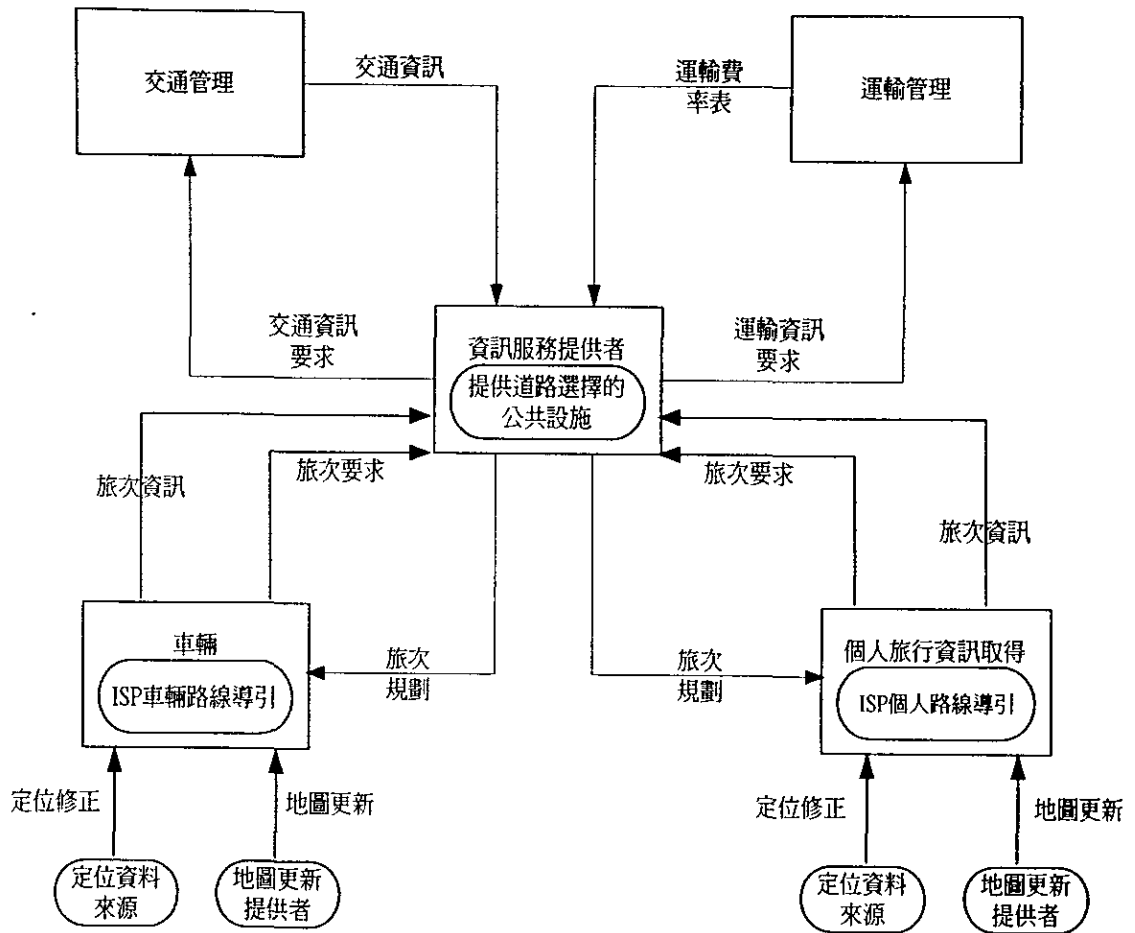 交通管理
交通資訊
運輸費
率表
運輸管理
交通資訊
要求
資訊服務提供者
提供道路選擇的
公共設施
運輸資訊
要求
旅次資訊
旅次要求
旅次要求
旅次資訊
車輛
ISP車輛路線導引
旅次
規劃
旅次
規劃
個人旅行資訊取得
ISP個人路線導引
定位修正
地圖更新
定位修正
地圖更新
定位資料
來源
地圖更新
提供者
定位資料
來源
地圖更新
提供者